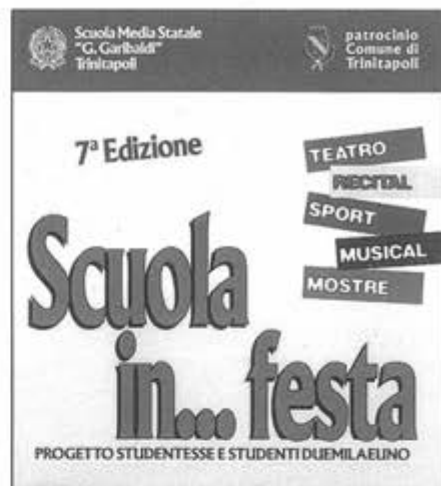 Scuola Media Statale
"G. Garibaldi"
Trinitapoli
patrocinio
Comune di
Trinitapoli
7ª Edizione
TEATRO
RECITAL
SPORT
MUSICAL
MOSTRE
Scuola
in... festa
PROGETTO STUDENTESSE E STUDENTI DUEMILAEUNO